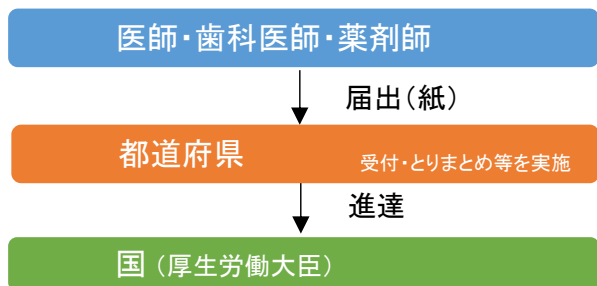 医師・歯科医師・薬剤師
届出（紙）
都道府県 受付・とりまとめ等を実施
進達
国（厚生労働大臣）